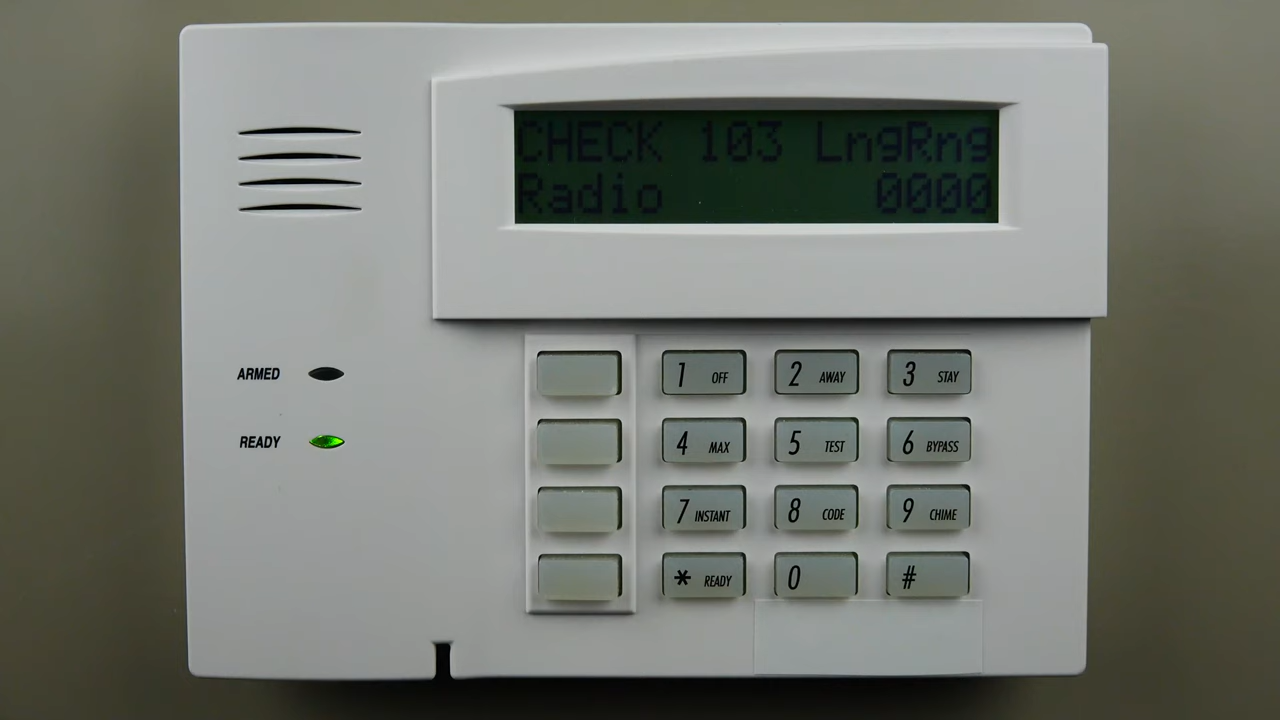 CHECK 103 LngRng
Radio 0000
ARMED
READY
1 OFF
2 AWAY
3 STAY
4 MAX
5 TEST
6 BYPASS
7 INSTANT
8 CODE
9 CHIME
* READY
0
#